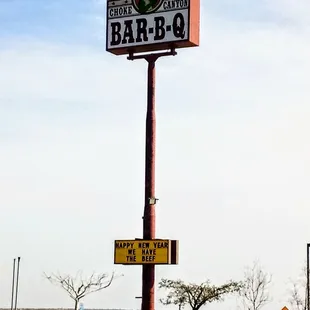 CHOKE CANYON
BAR-B-Q
HAPPY NEW YEAR
WE HAVE
THE BEEF